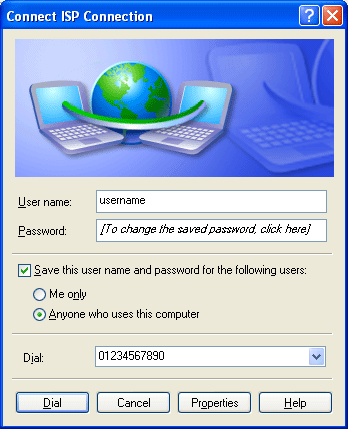 Connect ISP Connection
User name: username
Password: [To change the saved password, click here]
Save this user name and password for the following users:
Me only
Anyone who uses this computer
Dial: 01234567890
Dial Cancel Properties Help